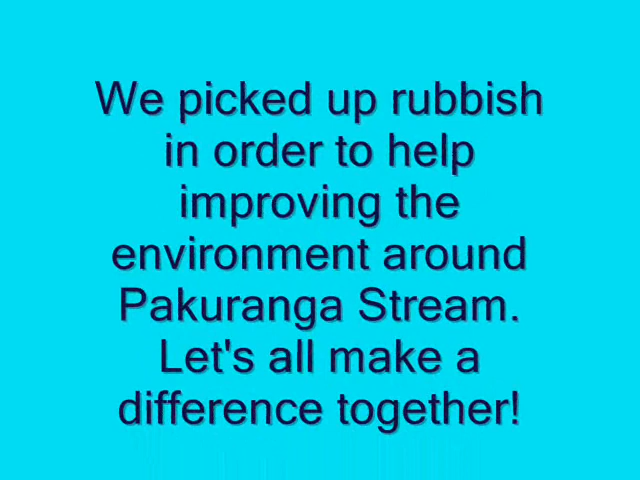 We picked up rubbish
in order to help
improving the
environment around
Pakuranga Stream.
Let's all make a
difference together!